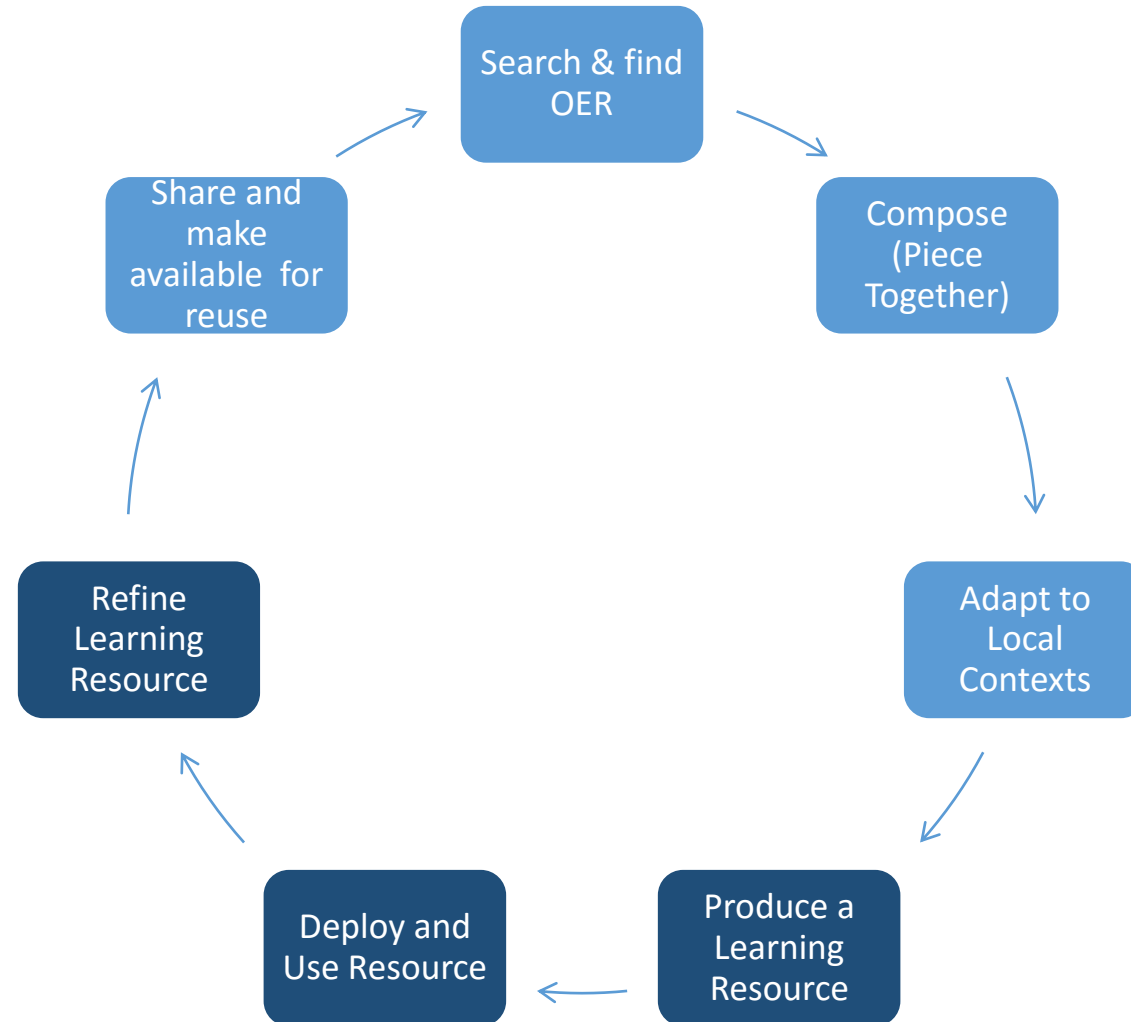 Search & find
OER
Compose
(Piece
Together)
Adapt to
Local
Contexts
Produce a
Learning
Resource
Deploy and
Use Resource
Refine
Learning
Resource
Share and
make
available for
reuse